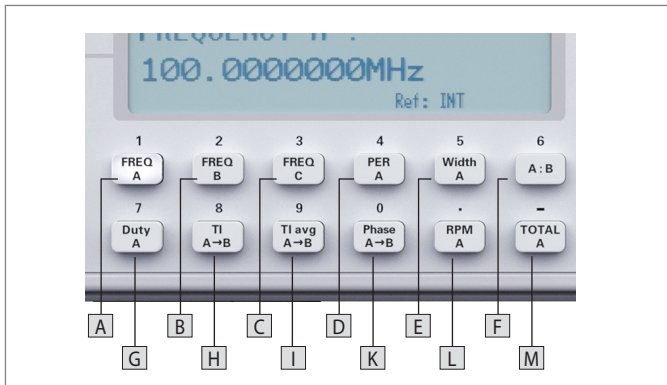 FREQUENCY A :
100.0000000MHz
Ref: INT
1 2 3 4 5 6
FREQ A FREQ B FREQ C PER A Width A A : B
7 8 9 0 . –
Duty A TI A→B TI avg A→B Phase A→B RPM A TOTAL A
A B C D E F
G H I K L M